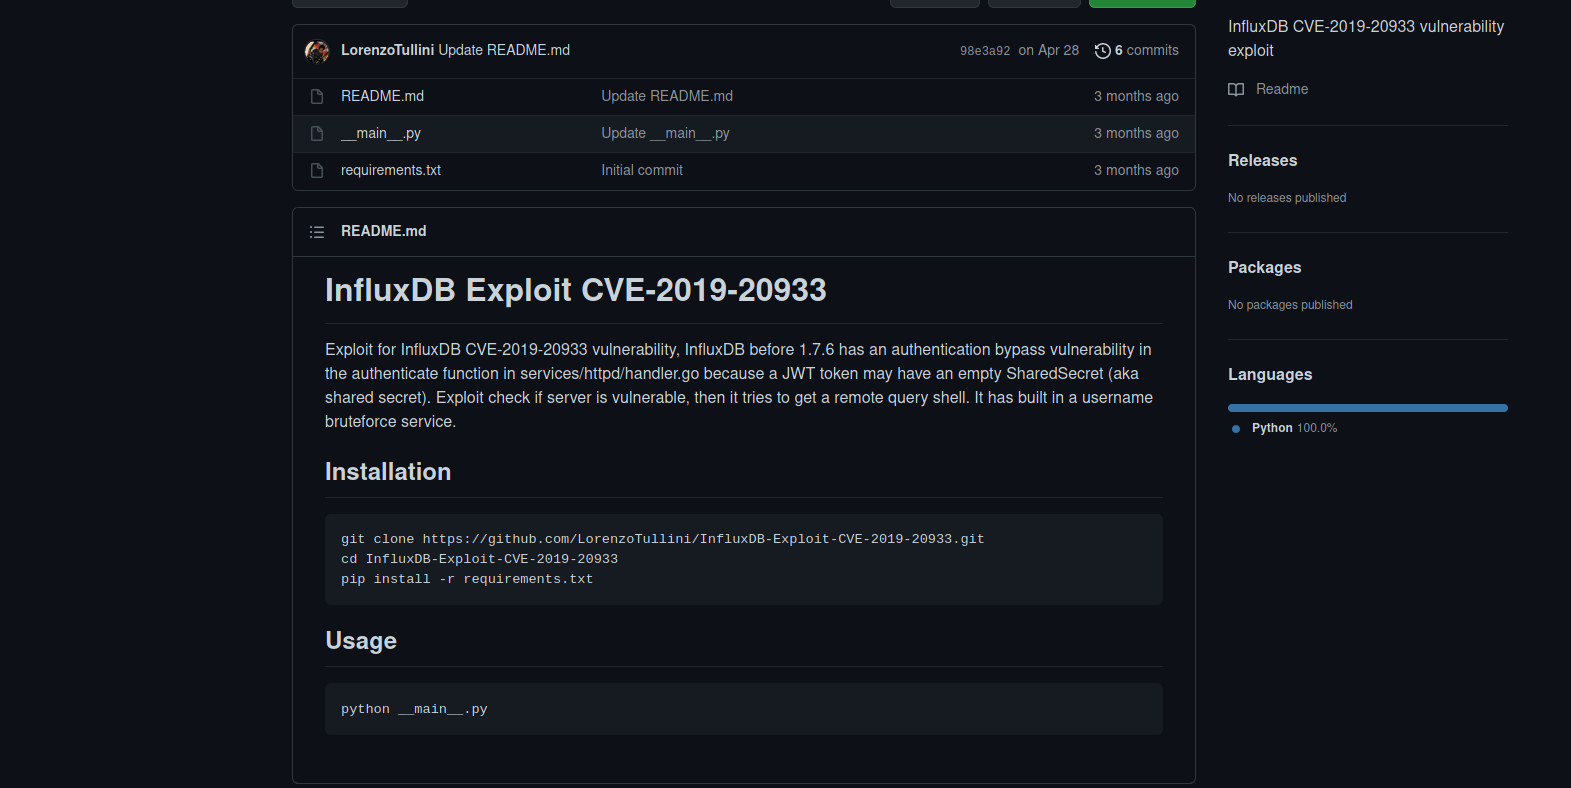 LorenzoTullini Update README.md 98e3a92 on Apr 28 6 commits
README.md Update README.md 3 months ago
__main__.py Update __main__.py 3 months ago
requirements.txt Initial commit 3 months ago
README.md
InfluxDB Exploit CVE-2019-20933
Exploit for InfluxDB CVE-2019-20933 vulnerability, InfluxDB before 1.7.6 has an authentication bypass vulnerability in
the authenticate function in services/httpd/handler.go because a JWT token may have an empty SharedSecret (aka
shared secret). Exploit check if server is vulnerable, then it tries to get a remote query shell. It has built in a username
bruteforce service.
Installation
git clone https://github.com/LorenzoTullini/InfluxDB-Exploit-CVE-2019-20933.git
cd InfluxDB-Exploit-CVE-2019-20933
pip install -r requirements.txt
Usage
python __main__.py
InfluxDB CVE-2019-20933 vulnerability
exploit
Readme
Releases
No releases published
Packages
No packages published
Languages
Python 100.0%